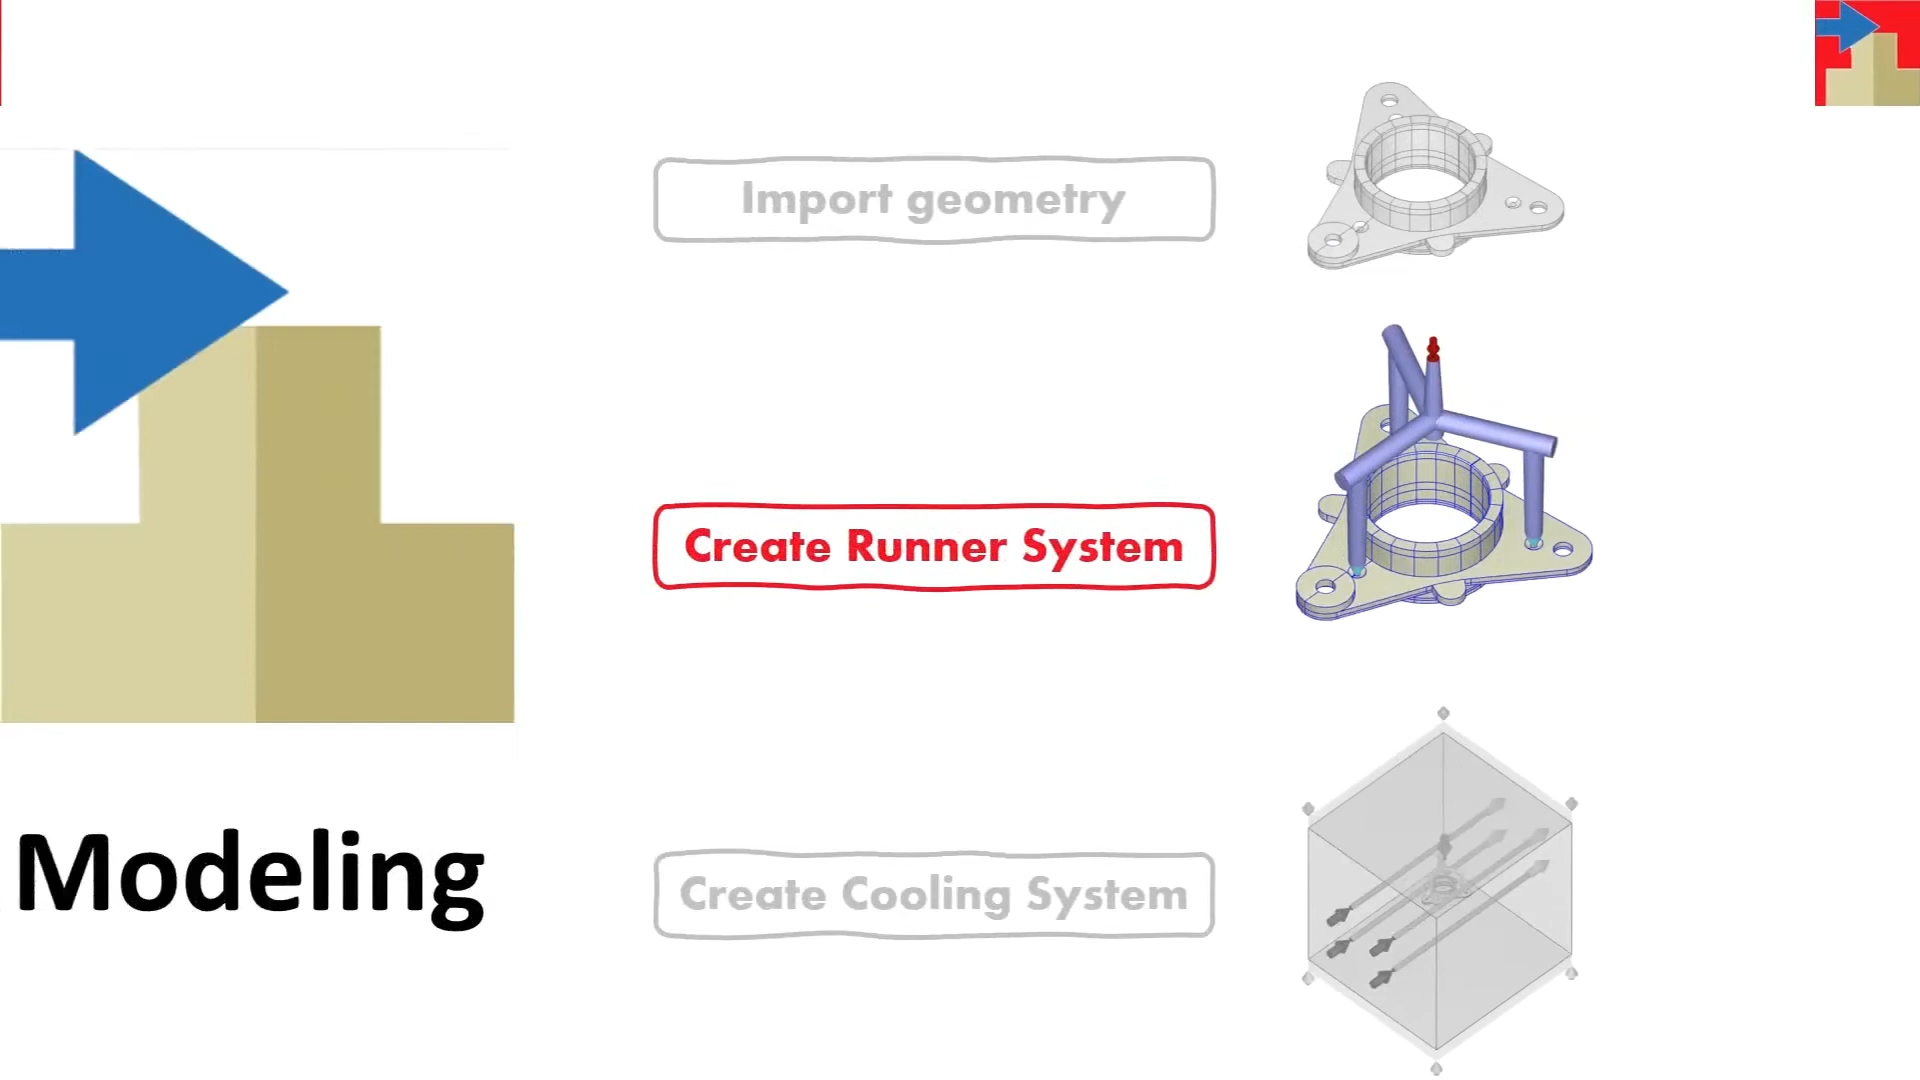 Import geometry
Create Runner System
Create Cooling System
Modeling